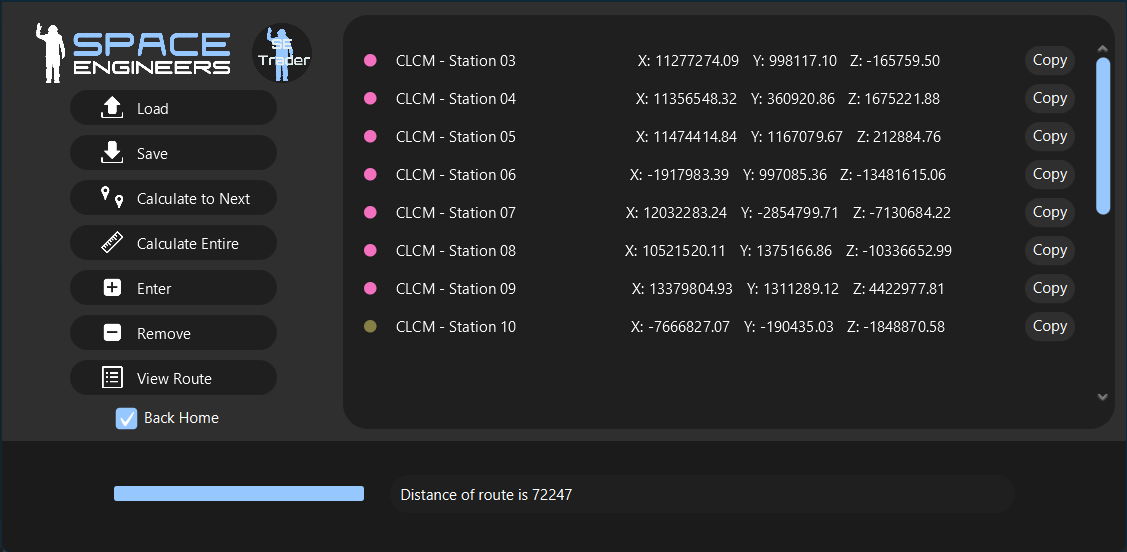 SPACE
ENGINEERS
SE
Trader
Load
Save
Calculate to Next
Calculate Entire
Enter
Remove
View Route
Back Home
CLCM - Station 03 X: 11277274.09 Y: 998117.10 Z: -165759.50 Copy
CLCM - Station 04 X: 11356548.32 Y: 360920.86 Z: 1675221.88 Copy
CLCM - Station 05 X: 11474414.84 Y: 1167079.67 Z: 212884.76 Copy
CLCM - Station 06 X: -1917983.39 Y: 997085.36 Z: -13481615.06 Copy
CLCM - Station 07 X: 12032283.24 Y: -2854799.71 Z: -7130684.22 Copy
CLCM - Station 08 X: 10521520.11 Y: 1375166.86 Z: -10336652.99 Copy
CLCM - Station 09 X: 13379804.93 Y: 1311289.12 Z: 4422977.81 Copy
CLCM - Station 10 X: -7666827.07 Y: -190435.03 Z: -1848870.58 Copy
Distance of route is 72247